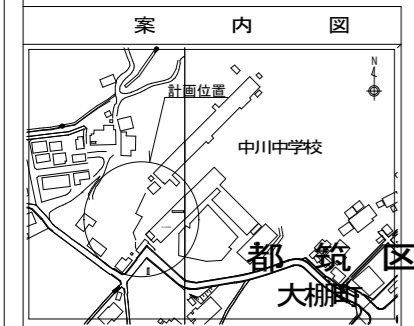 案 内 図
N
計画位置
中川中学校
都 筑 区
大棚町